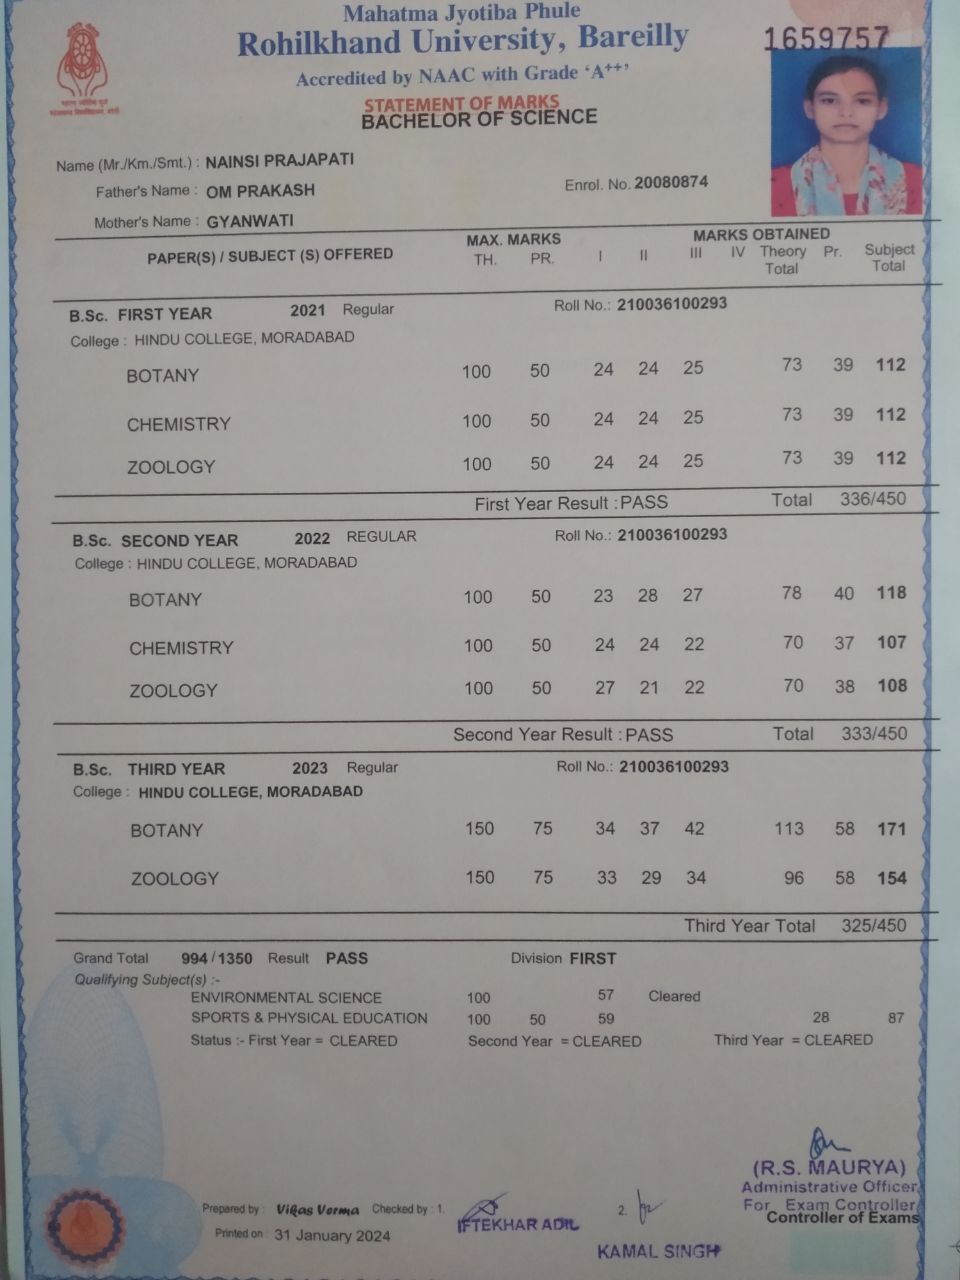 Mahatma Jyotiba Phule
Rohilkhand University, Bareilly
Accredited by NAAC with Grade ‘A++’
1659757
STATEMENT OF MARKS
BACHELOR OF SCIENCE
Name (Mr./Km./Smt.) : NAINSI PRAJAPATI
Father's Name : OM PRAKASH
Enrol. No. 20080874
Mother's Name : GYANWATI
PAPER(S) / SUBJECT (S) OFFERED MAX. MARKS MARKS OBTAINED
TH. PR. I II III IV Theory Total Pr. Subject Total
B.Sc. FIRST YEAR 2021 Regular Roll No.: 210036100293
College : HINDU COLLEGE, MORADABAD
BOTANY 100 50 24 24 25 73 39 112
CHEMISTRY 100 50 24 24 25 73 39 112
ZOOLOGY 100 50 24 24 25 73 39 112
First Year Result : PASS Total 336/450
B.Sc. SECOND YEAR 2022 REGULAR Roll No.: 210036100293
College : HINDU COLLEGE, MORADABAD
BOTANY 100 50 23 28 27 78 40 118
CHEMISTRY 100 50 24 24 22 70 37 107
ZOOLOGY 100 50 27 21 22 70 38 108
Second Year Result : PASS Total 333/450
B.Sc. THIRD YEAR 2023 Regular Roll No.: 210036100293
College : HINDU COLLEGE, MORADABAD
BOTANY 150 75 34 37 42 113 58 171
ZOOLOGY 150 75 33 29 34 96 58 154
Third Year Total 325/450
Grand Total 994/1350 Result PASS Division FIRST
Qualifying Subject(s) :-
ENVIRONMENTAL SCIENCE 100 57 Cleared
SPORTS & PHYSICAL EDUCATION 100 50 59 28 87
Status :- First Year = CLEARED Second Year = CLEARED Third Year = CLEARED
(R.S. MAURYA)
Administrative Officer
For Exam Controller
Controller of Exams
Prepared by : Vikas Verma Checked by : 1. 2.
IFTEKHAR ADIL
Printed on : 31 January 2024
KAMAL SINGH